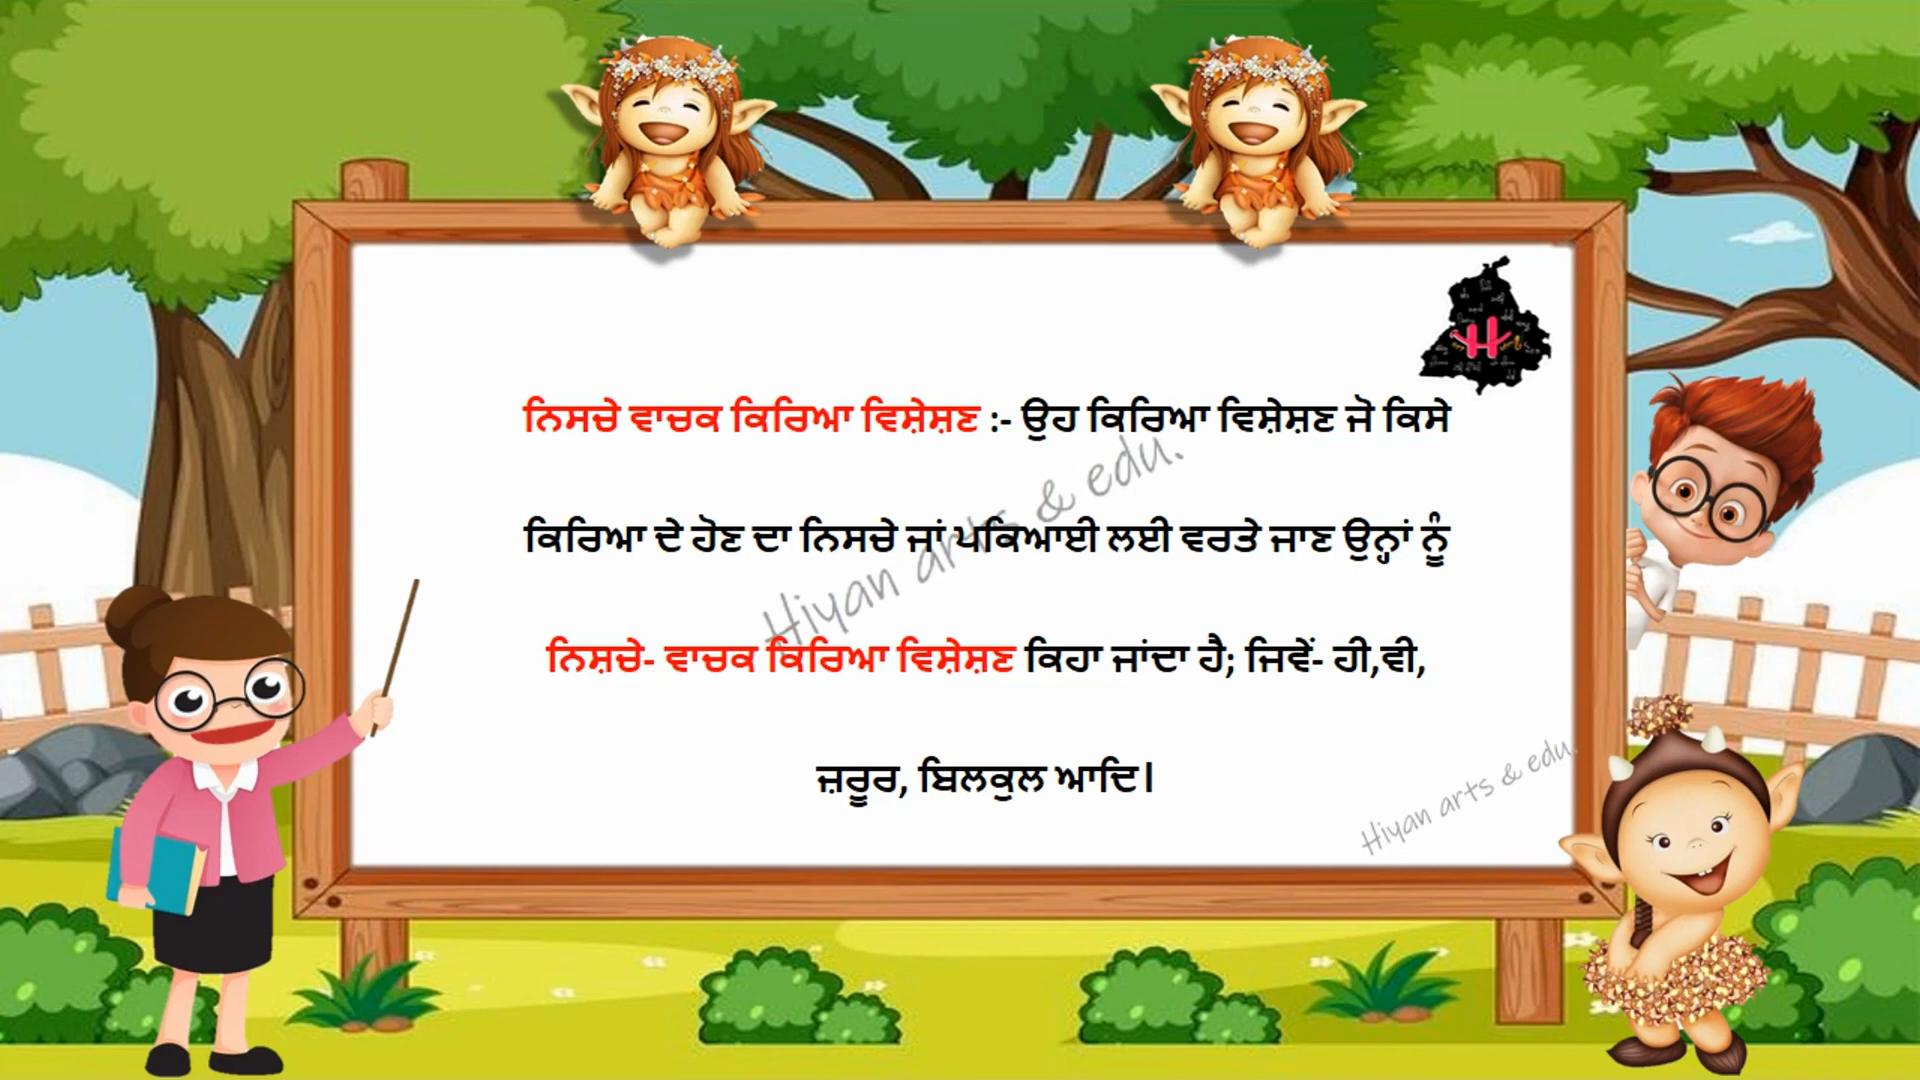 ਨਿਸਚੇ ਵਾਚਕ ਕਿਰਿਆ ਵਿਸ਼ੇਸ਼ਣ :- ਉਹ ਕਿਰਿਆ ਵਿਸ਼ੇਸ਼ਣ ਜੋ ਕਿਸੇ
ਕਿਰਿਆ ਦੇ ਹੋਣ ਦਾ ਨਿਸਚੇ ਜਾਂ ਪਕਿਆਈ ਲਈ ਵਰਤੇ ਜਾਣ ਉਨ੍ਹਾਂ ਨੂੰ
ਨਿਸ਼ਚੇ- ਵਾਚਕ ਕਿਰਿਆ ਵਿਸ਼ੇਸ਼ਣ ਕਿਹਾ ਜਾਂਦਾ ਹੈ; ਜਿਵੇਂ- ਹੀ,ਵੀ,
ਜ਼ਰੂਰ, ਬਿਲਕੁਲ ਆਦਿ।
Hiyan arts & edu.
Hiyan arts & edu.
H